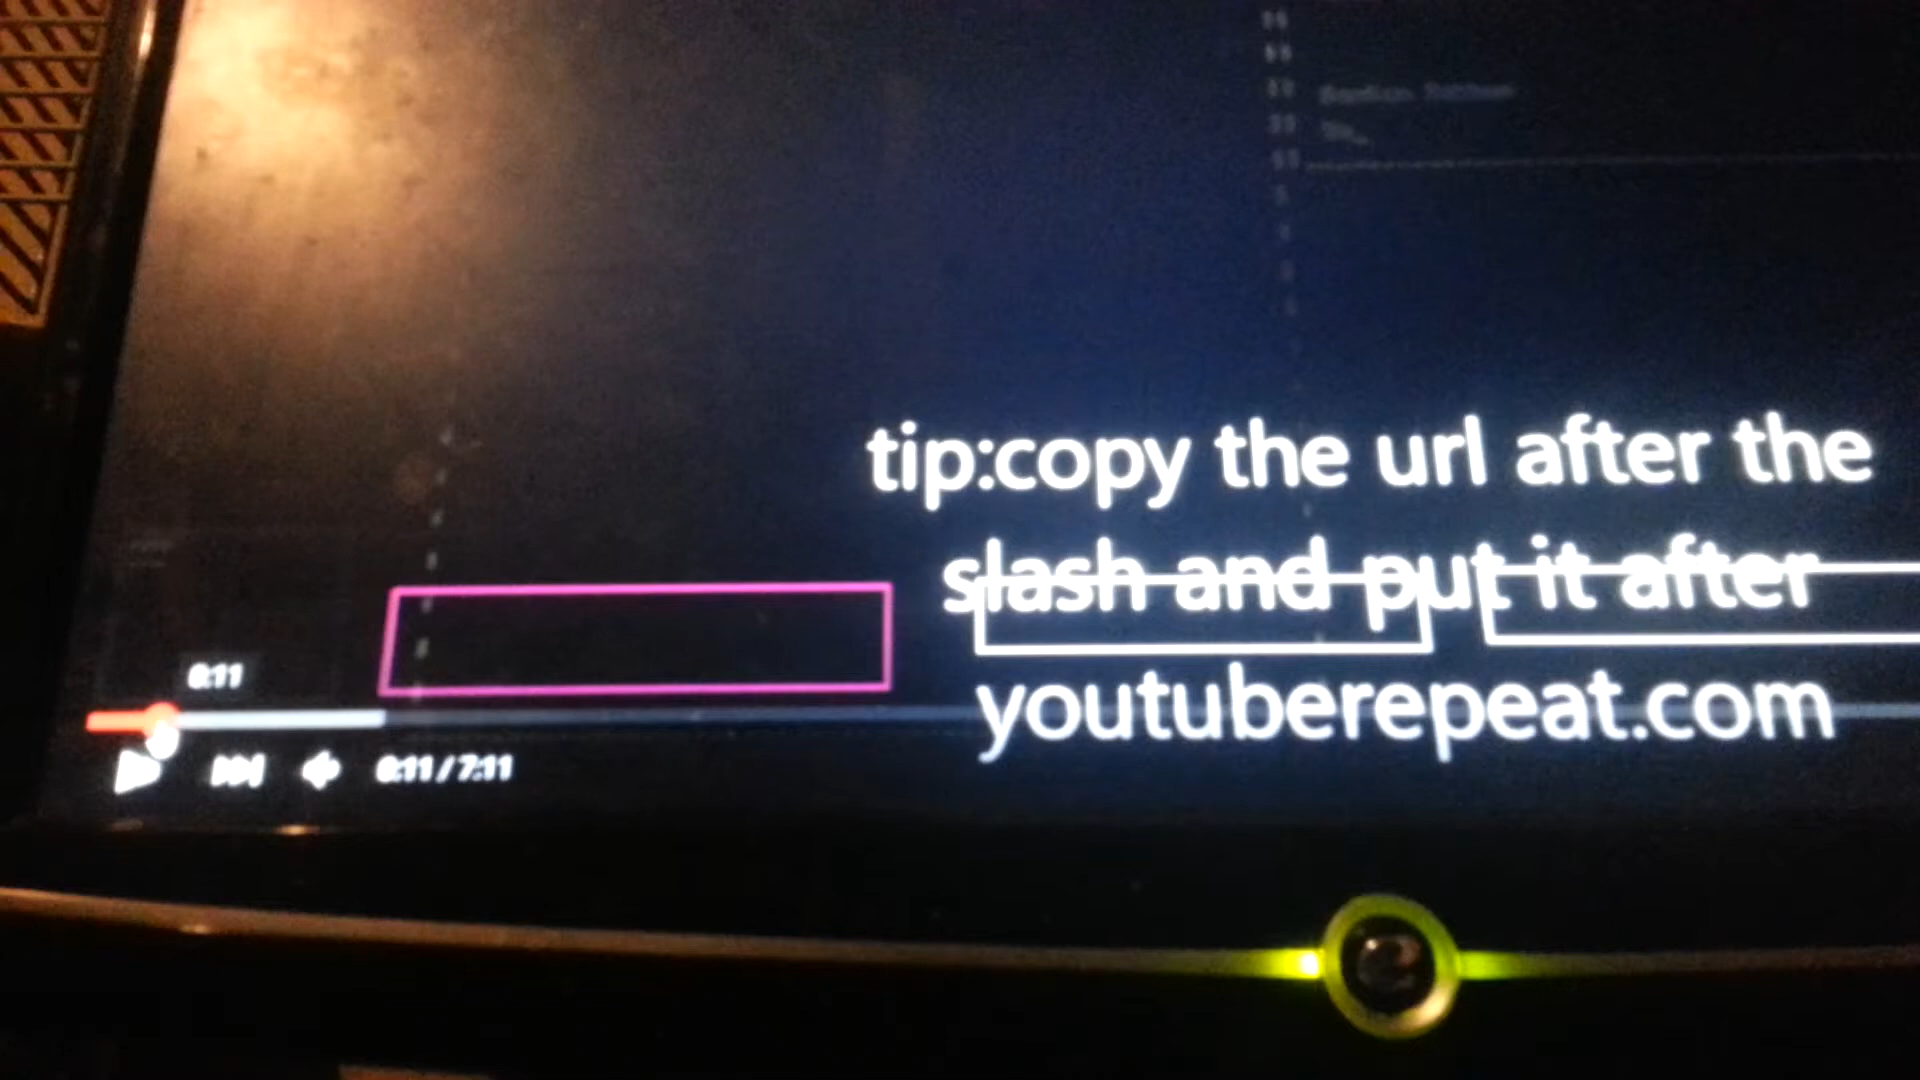 tip:copy the url after the
slash and put it after
youtuberepeat.com
0:11
0:11 / 7:11